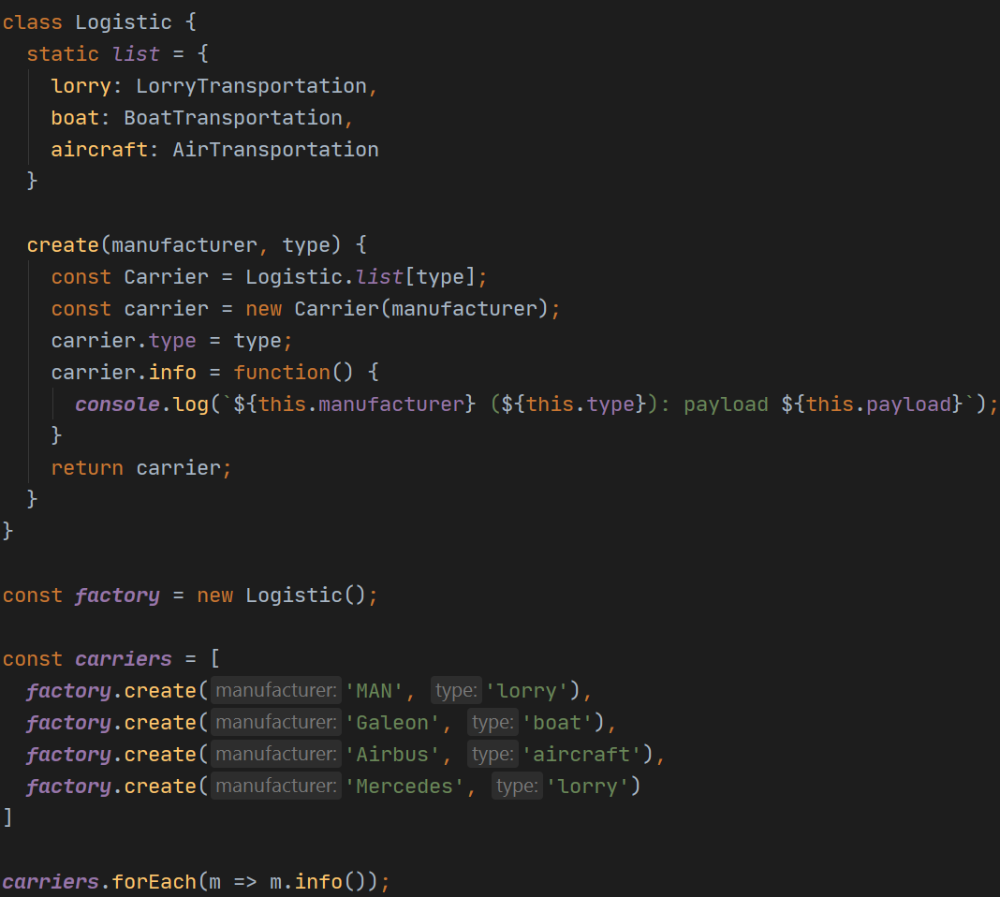 class Logistic {
  static list = {
    lorry: LorryTransportation,
    boat: BoatTransportation,
    aircraft: AirTransportation
  }

  create(manufacturer, type) {
    const Carrier = Logistic.list[type];
    const carrier = new Carrier(manufacturer);
    carrier.type = type;
    carrier.info = function() {
      console.log(`${this.manufacturer} (${this.type}): payload ${this.payload}`);
    }
    return carrier;
  }
}

const factory = new Logistic();

const carriers = [
  factory.create( manufacturer: 'MAN', type: 'lorry'),
  factory.create( manufacturer: 'Galeon', type: 'boat'),
  factory.create( manufacturer: 'Airbus', type: 'aircraft'),
  factory.create( manufacturer: 'Mercedes', type: 'lorry')
]

carriers.forEach(m => m.info());